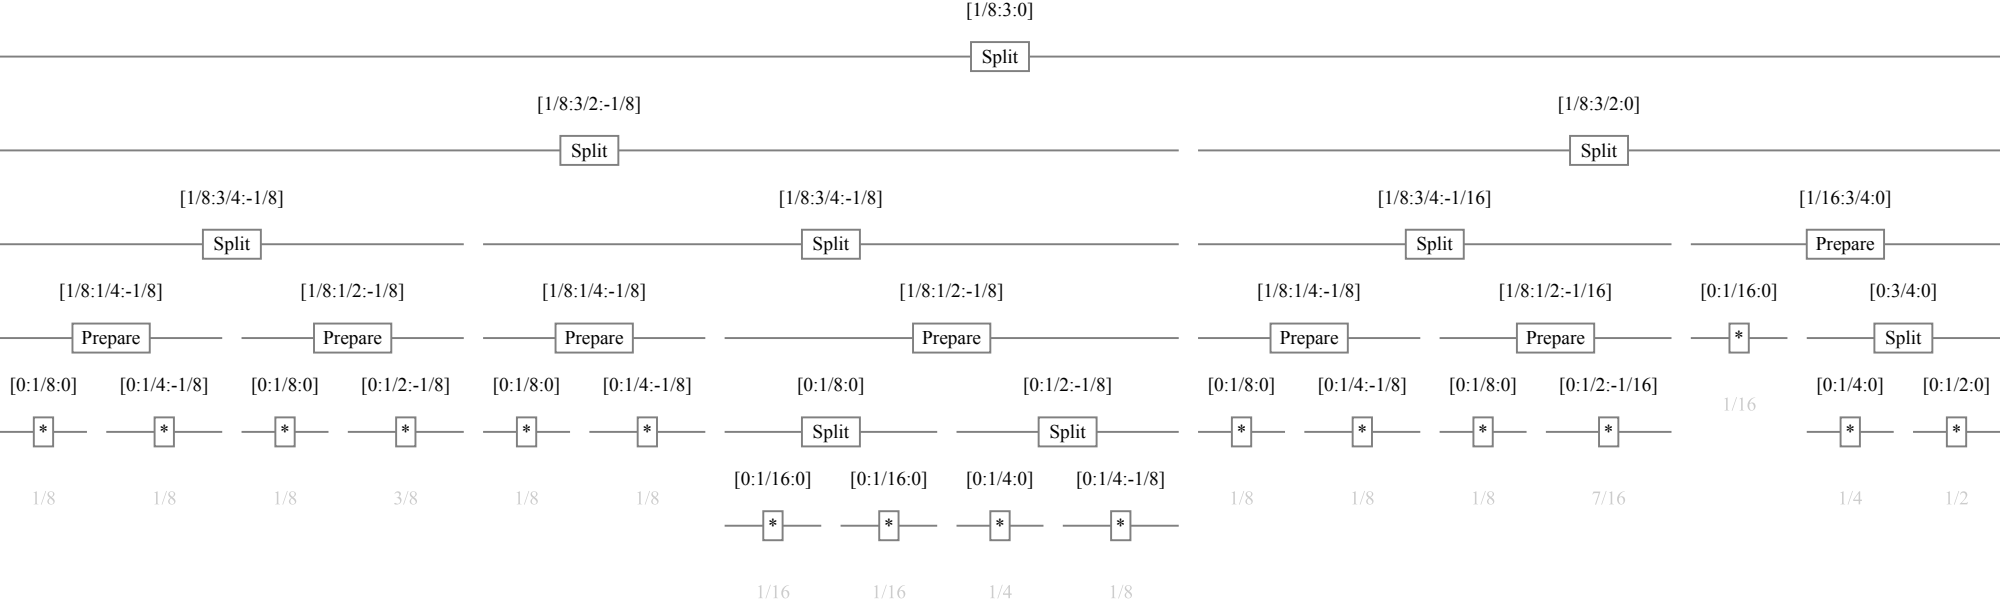 [1/8:3:0]
Split
[1/8:3/2:-1/8] [1/8:3/2:0]
Split Split
[1/8:3/4:-1/8] [1/8:3/4:-1/8] [1/8:3/4:-1/16] [1/16:3/4:0]
Split Split Split Prepare
[1/8:1/4:-1/8] [1/8:1/2:-1/8] [1/8:1/4:-1/8] [1/8:1/2:-1/8] [1/8:1/4:-1/8] [1/8:1/2:-1/16] [0:1/16:0] [0:3/4:0]
Prepare Prepare Prepare Prepare Prepare Prepare * Split
[0:1/8:0] [0:1/4:-1/8] [0:1/8:0] [0:1/2:-1/8] [0:1/8:0] [0:1/4:-1/8] [0:1/8:0] [0:1/2:-1/8] [0:1/8:0] [0:1/4:-1/8] [0:1/8:0] [0:1/2:-1/16] [0:1/4:0] [0:1/2:0]
1/16
* * * * * * Split Split * * * * * *
[0:1/16:0] [0:1/16:0] [0:1/4:0] [0:1/4:-1/8]
1/8 1/8 1/8 3/8 1/8 1/8 1/8 1/8 1/8 7/16 1/4 1/2
* * * *
1/16 1/16 1/4 1/8